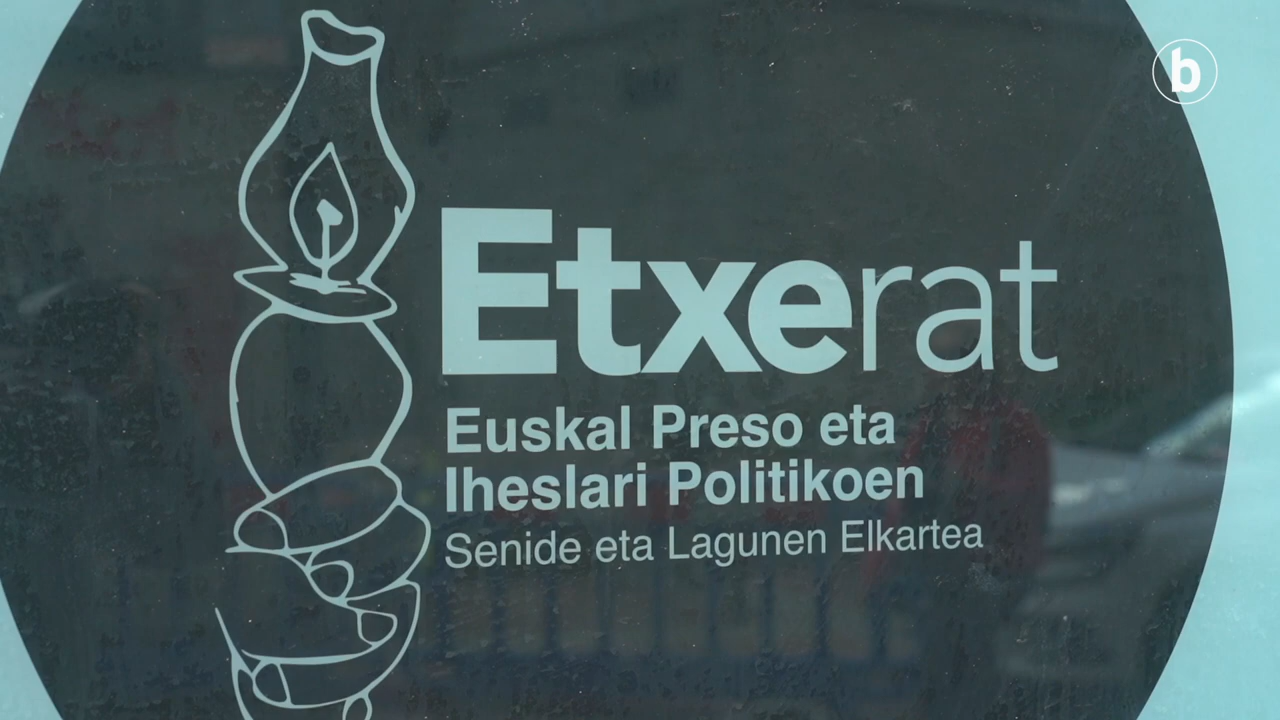 b
Etxerat
Euskal Preso eta
Iheslari Politikoen
Senide eta Lagunen Elkartea